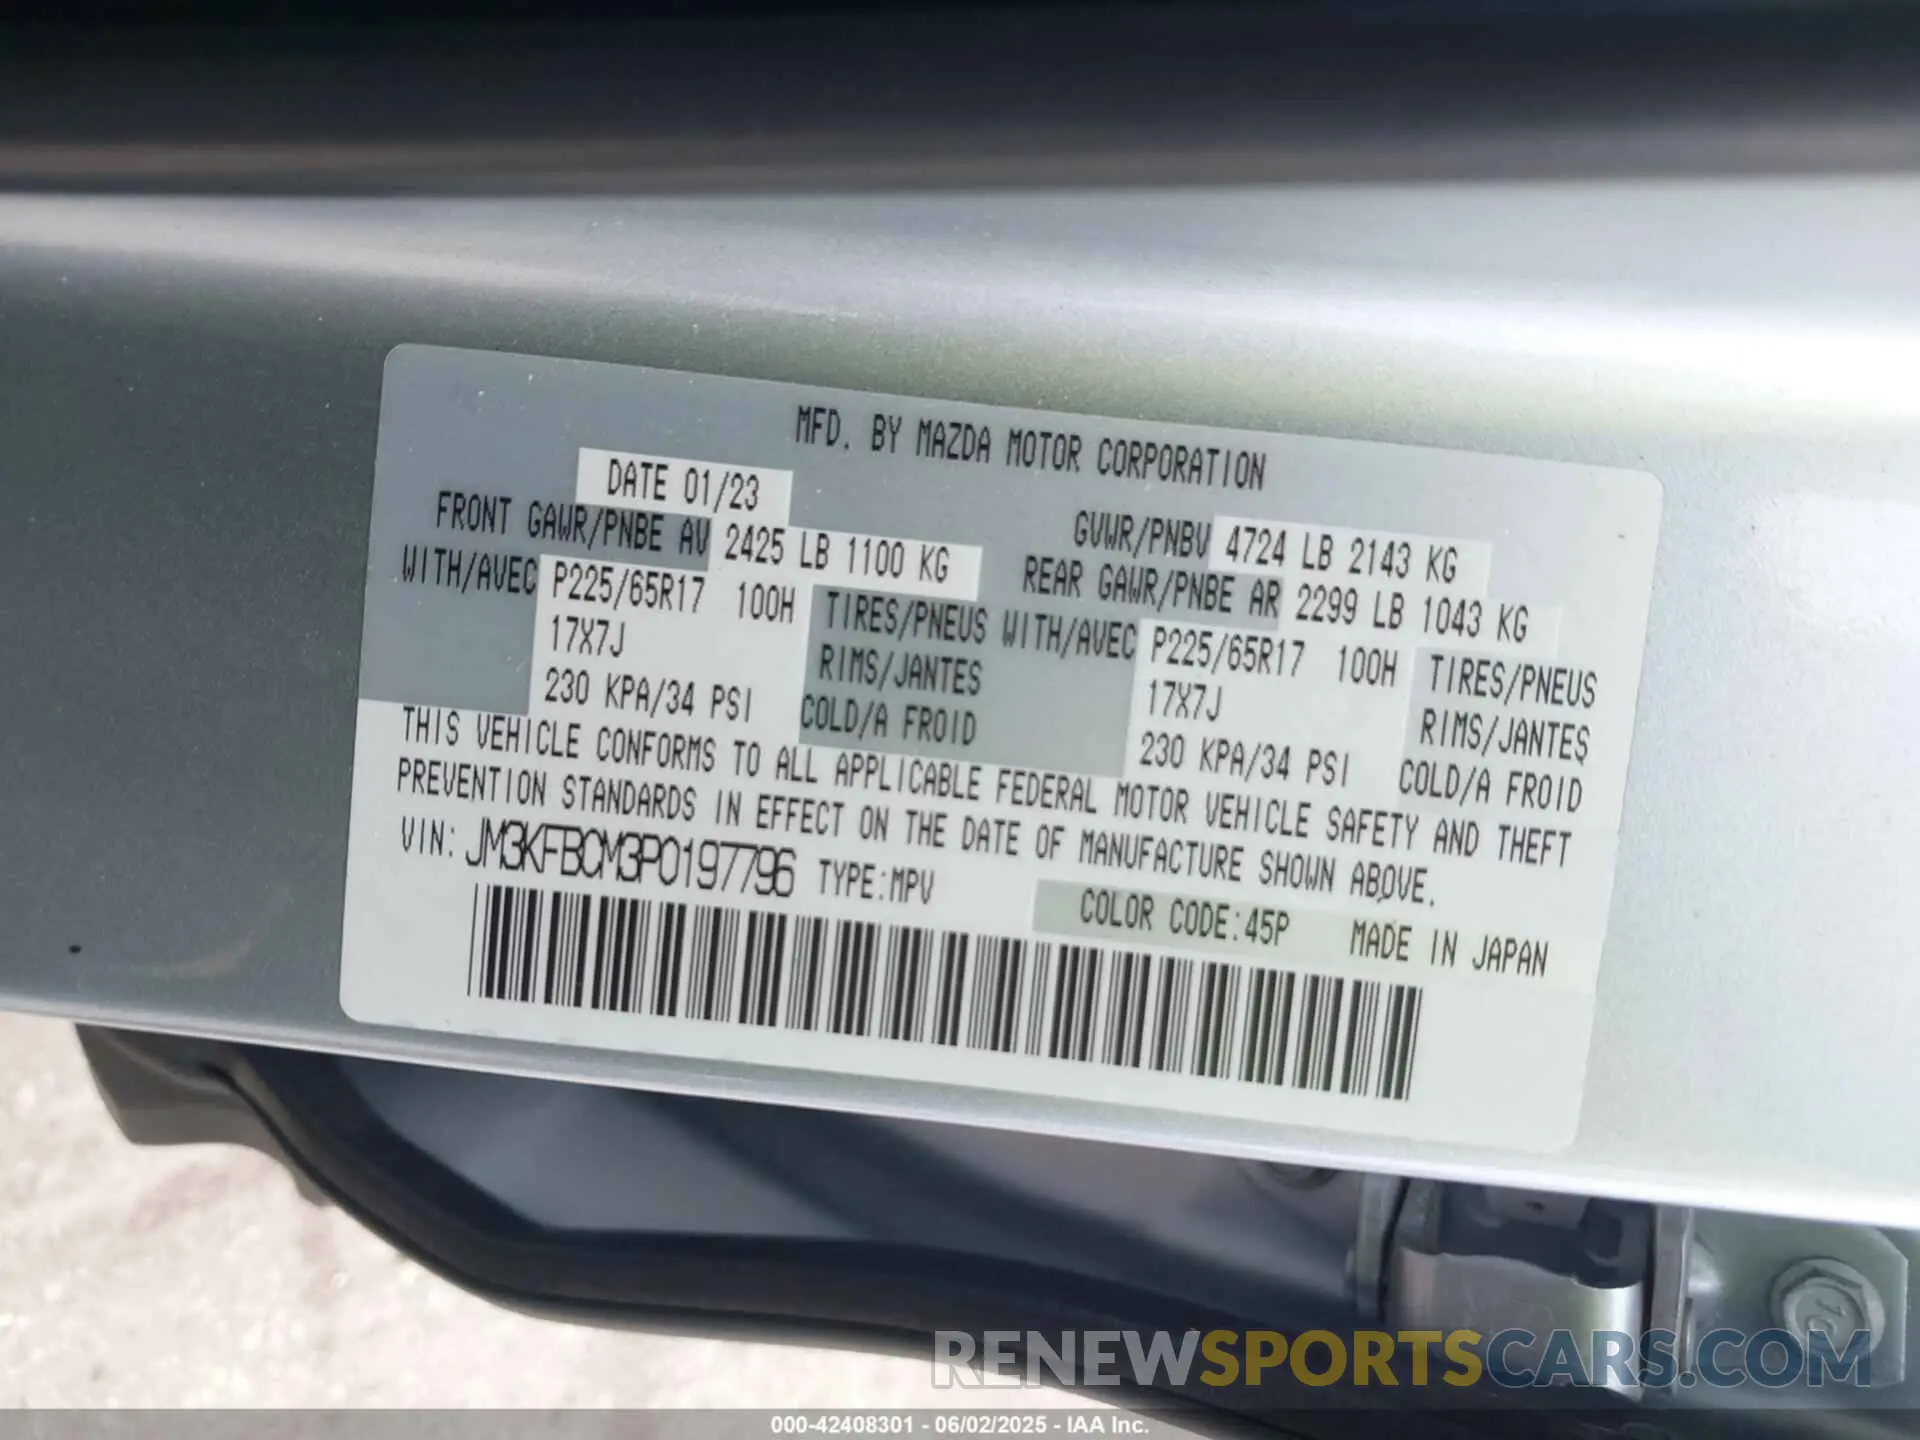 MFD. BY MAZDA MOTOR CORPORATION
DATE 01/23
GVWR/PNBV 4724 LB 2143 KG
FRONT GAWR/PNBE AV 2425 LB 1100 KG
REAR GAWR/PNBE AR 2299 LB 1043 KG
WITH/AVEC P225/65R17 100H TIRES/PNEUS
WITH/AVEC P225/65R17 100H TIRES/PNEUS
17X7J RIMS/JANTES
17X7J RIMS/JANTES
230 KPA/34 PSI COLD/A FROID
230 KPA/34 PSI COLD/A FROID
THIS VEHICLE CONFORMS TO ALL APPLICABLE FEDERAL MOTOR VEHICLE SAFETY AND THEFT
PREVENTION STANDARDS IN EFFECT ON THE DATE OF MANUFACTURE SHOWN ABOVE.
VIN: JM3KFBCM3P0197796 TYPE:MPV
COLOR CODE:45P MADE IN JAPAN
RENEWSPORTSCARS.COM
000-42408301 - 06/02/2025 - IAA Inc.